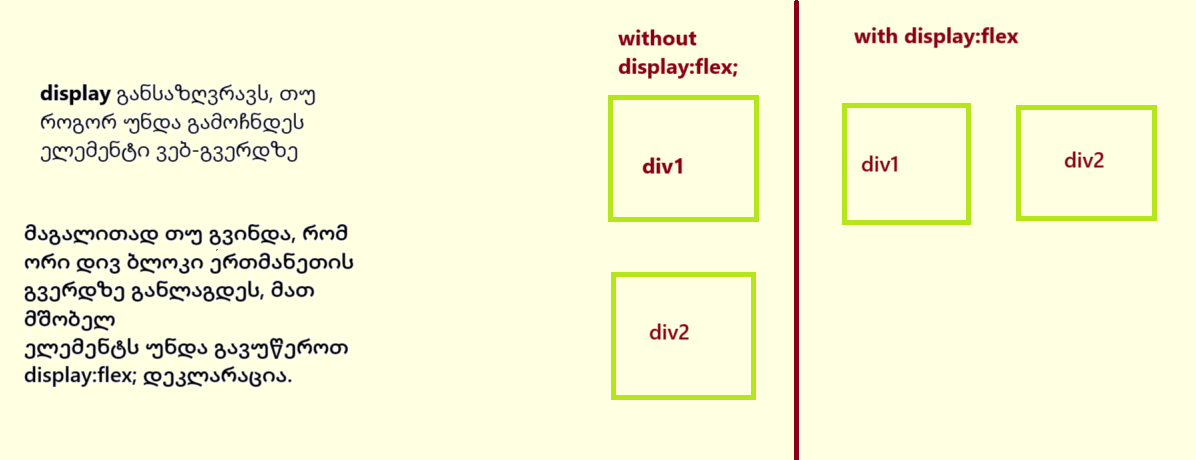 display განსაზღვრავს, თუ
როგორ უნდა გამოჩნდეს
ელემენტი ვებ-გვერდზე
მაგალითად თუ გვინდა, რომ
ორი დივ ბლოკი ერთმანეთის
გვერდზე განლაგდეს, მათ
მშობელ
ელემენტს უნდა გავუწეროთ
display:flex; დეკლარაცია.
without
display:flex;
div1
div2
with display:flex
div1
div2